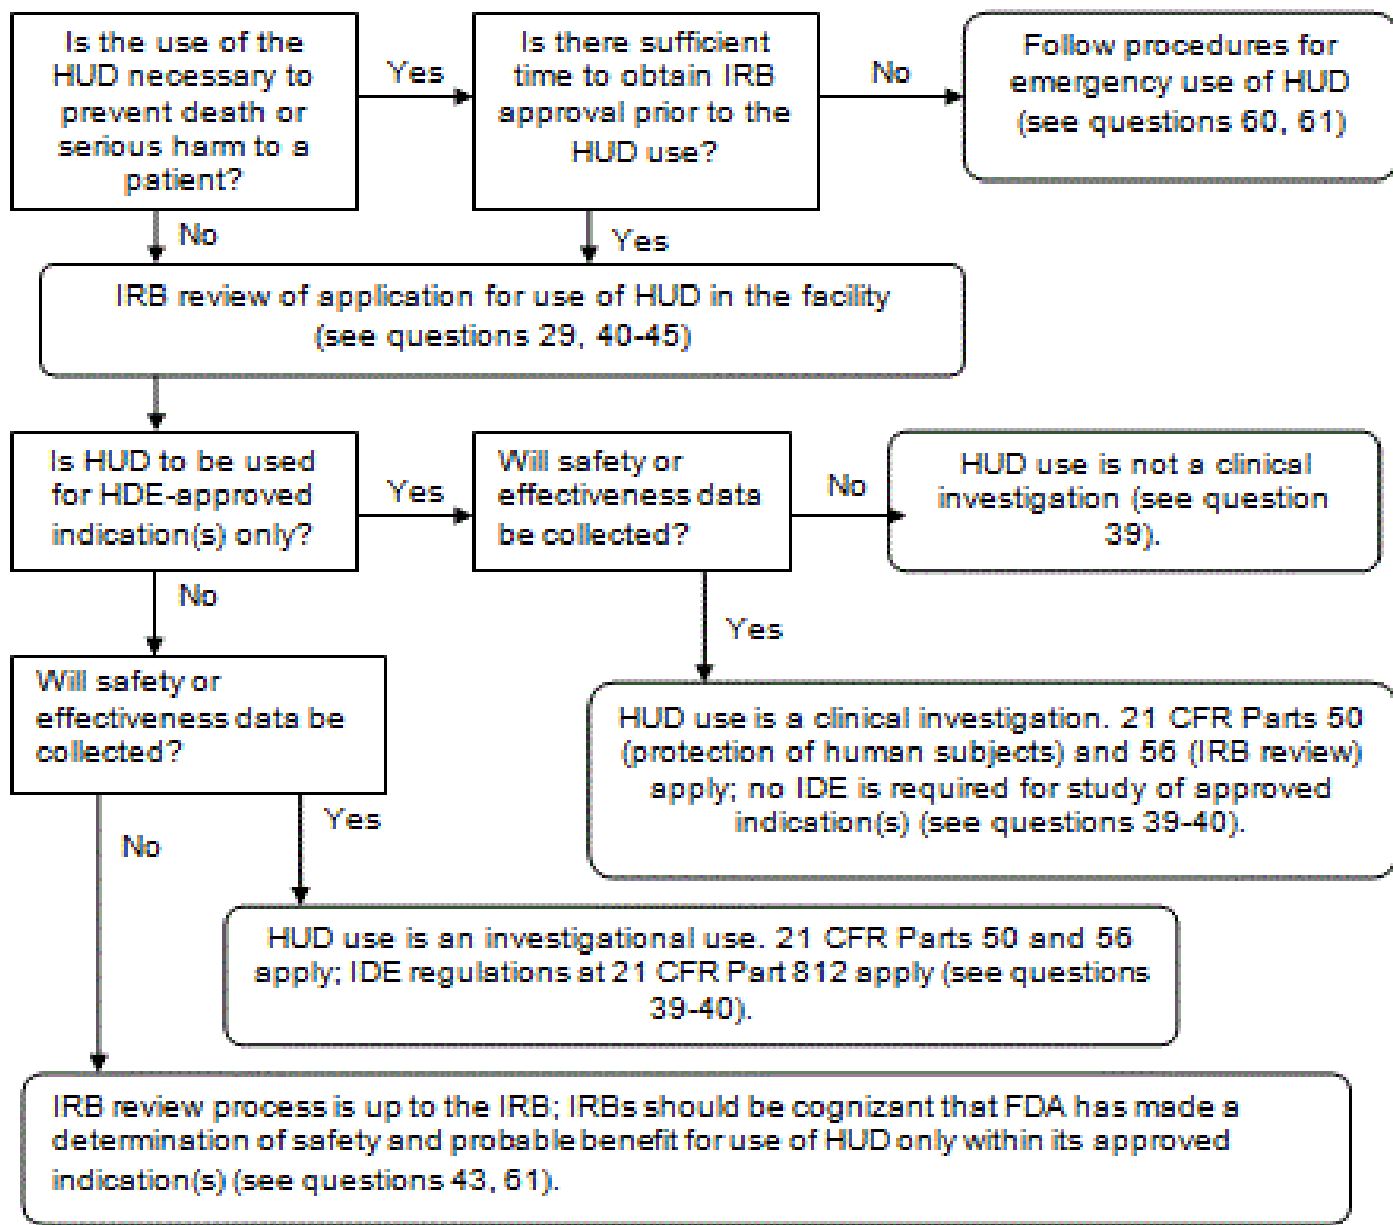 Is the use of the
HUD necessary to
prevent death or
serious harm to a
patient?
Yes
Is there sufficient
time to obtain IRB
approval prior to the
HUD use?
No
Follow procedures for
emergency use of HUD
(see questions 60, 61)
No
Yes
IRB review of application for use of HUD in the facility
(see questions 29, 40-45)
Is HUD to be used
for HDE-approved
indication(s) only?
Yes
Will safety or
effectiveness data
be collected?
No
HUD use is not a clinical
investigation (see question
39).
No
Yes
Will safety or
effectiveness data be
collected?
HUD use is a clinical investigation. 21 CFR Parts 50
(protection of human subjects) and 56 (IRB review)
apply; no IDE is required for study of approved
indication(s) (see questions 39-40).
No
Yes
HUD use is an investigational use. 21 CFR Parts 50 and 56
apply; IDE regulations at 21 CFR Part 812 apply (see questions
39-40).
IRB review process is up to the IRB; IRBs should be cognizant that FDA has made a
determination of safety and probable benefit for use of HUD only within its approved
indication(s) (see questions 43, 61).